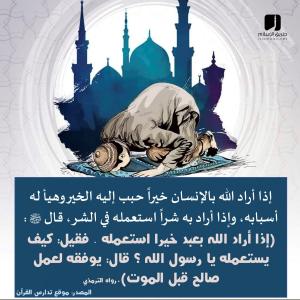 طريق الإسلام
إذا أراد الله بالإنسان خيراً حبب إليه الخير وهيأ له
أسبابه، وإذا أراد به شراً استعمله في الشر، قال ﷺ :
(إذا أراد الله بعبد خيرا استعمله . فقيل: كيف
يستعمله يا رسول الله ؟ قال: يوفقه لعمل
صالح قبل الموت).رواه الترمذي
المصدر: موقع تدارس القرآن